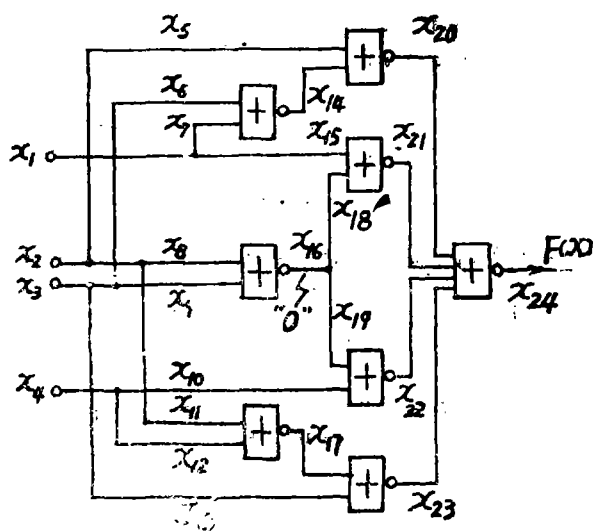 x5
x20
x6
x14
x7
x15
x21
x1
x18
x2
x8
x16
F(X)
x3
x9
"0"
x24
x19
x4
x10
x11
x22
x17
x12
x23
+
+
+
+
+
+
+
+